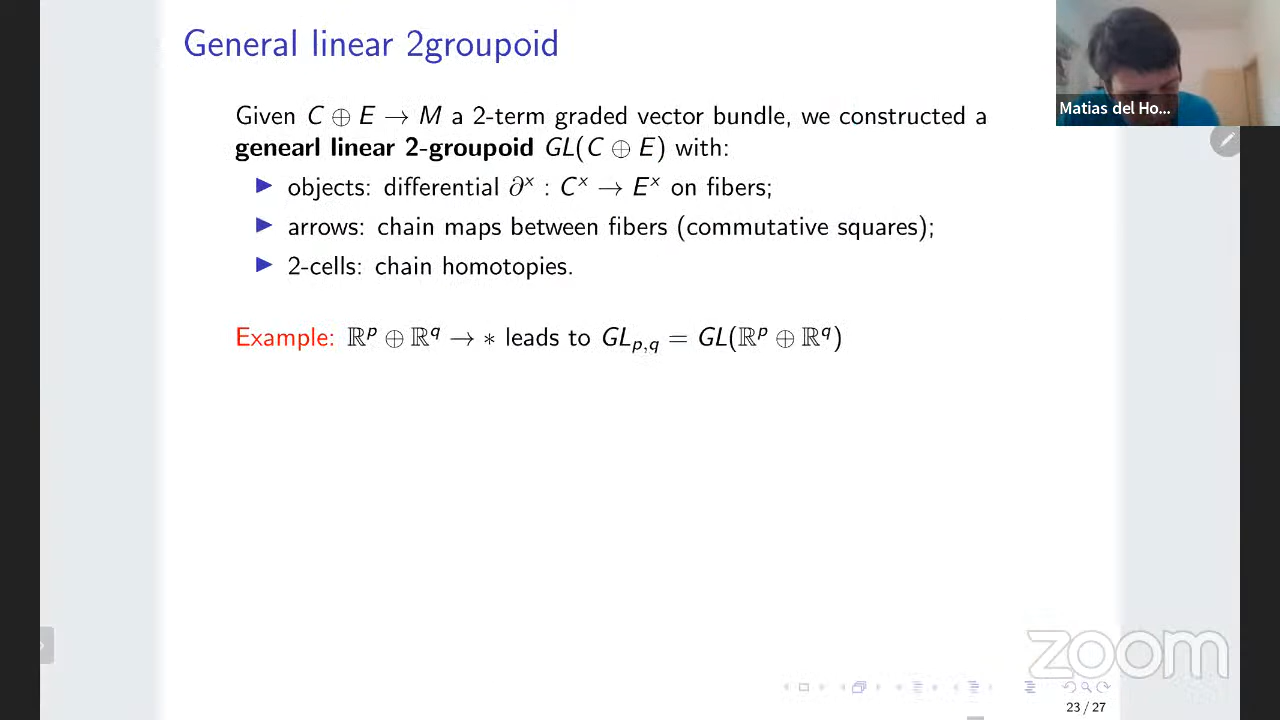 General linear 2groupoid
Given C ⊕ E → M a 2-term graded vector bundle, we constructed a
genearl linear 2-groupoid GL(C ⊕ E) with:
▶ objects: differential ∂ˣ : Cˣ → Eˣ on fibers;
▶ arrows: chain maps between fibers (commutative squares);
▶ 2-cells: chain homotopies.
Example: ℝᵖ ⊕ ℝ^q → * leads to GL_{p,q} = GL(ℝᵖ ⊕ ℝ^q)
Matias del Ho...
zoom
23 / 27